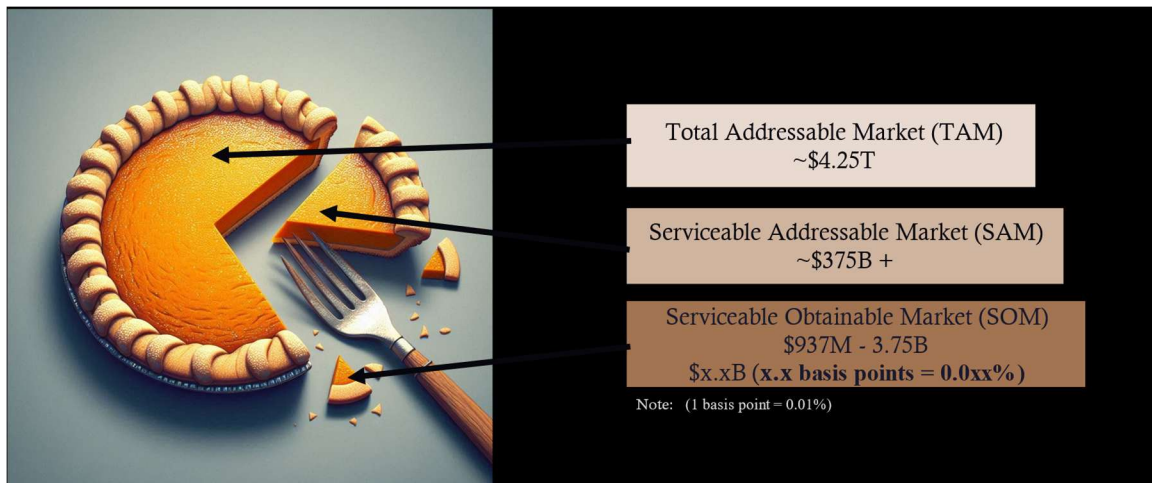 Total Addressable Market (TAM)
~$4.25T
Serviceable Addressable Market (SAM)
~$375B +
Serviceable Obtainable Market (SOM)
$937M - 3.75B
$x.xB (x.x basis points = 0.0xx%)
Note: (1 basis point = 0.01%)